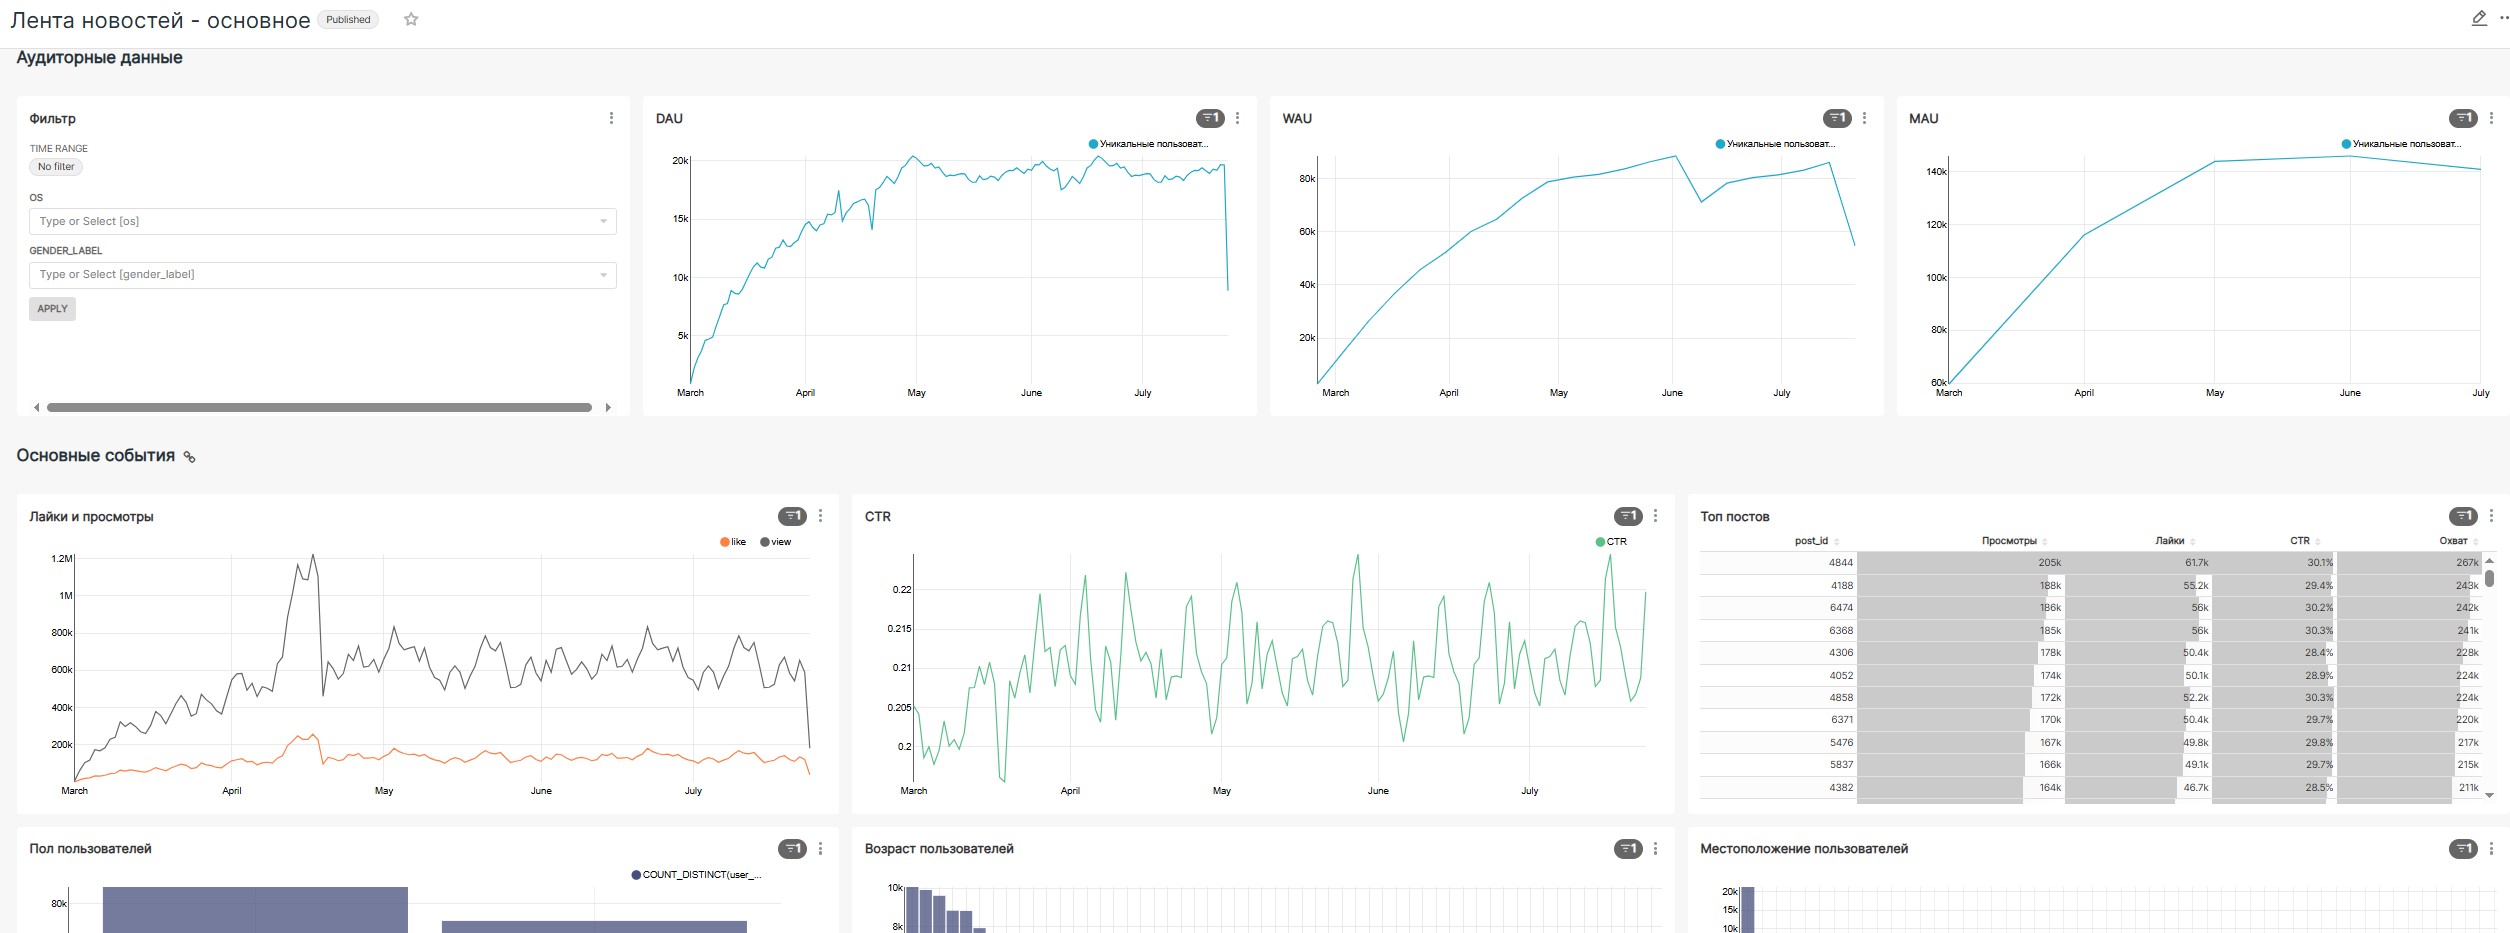 Лента новостей - основное Published
Аудиторные данные
Фильтр
TIME RANGE
No filter
OS
Type or Select [os]
GENDER_LABEL
Type or Select [gender_label]
APPLY
DAU
1
Уникальные пользоват...
20k
15k
10k
5k
March April May June July
WAU
1
Уникальные пользоват...
80k
60k
40k
20k
March April May June July
MAU
1
Уникальные пользоват...
140k
120k
100k
80k
60k
March April May June July
Основные события
Лайки и просмотры
1
like view
1.2M
1M
800k
600k
400k
200k
March April May June July
CTR
1
CTR
0.22
0.215
0.21
0.205
0.2
March April May June July
Топ постов
1
post_id Просмотры Лайки CTR Охват
4844 205k 61.7k 30.1% 267k
4188 188k 55.2k 29.4% 243k
6474 186k 56k 30.2% 242k
6368 185k 56k 30.3% 241k
4306 178k 50.4k 28.4% 228k
4052 174k 50.1k 28.9% 224k
4858 172k 52.2k 30.3% 224k
6371 170k 50.4k 29.7% 220k
5476 167k 49.8k 29.8% 217k
5837 166k 49.1k 29.7% 215k
4382 164k 46.7k 28.5% 211k
Пол пользователей
1
COUNT_DISTINCT(user_...
80k
Возраст пользователей
1
10k
8k
Местоположение пользователей
1
20k
15k
10k